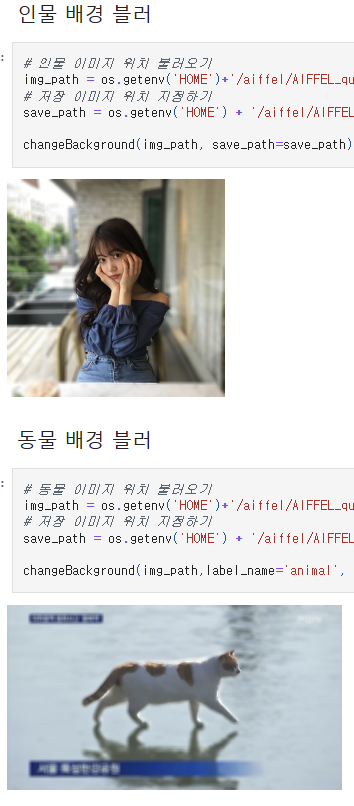 인물 배경 블러
:
# 인물 이미지 위치 불러오기
img_path = os.getenv('HOME')+'/aiffel/AIFFEL_qu
# 저장 이미지 위치 지정하기
save_path = os.getenv('HOME') + '/aiffel/AIFFEL
changeBackground(img_path, save_path=save_path)
동물 배경 블러
:
# 동물 이미지 위치 불러오기
img_path = os.getenv('HOME')+'/aiffel/AIFFEL_qu
# 저장 이미지 위치 지정하기
save_path = os.getenv('HOME') + '/aiffel/AIFFEL
changeBackground(img_path,label_name='animal',